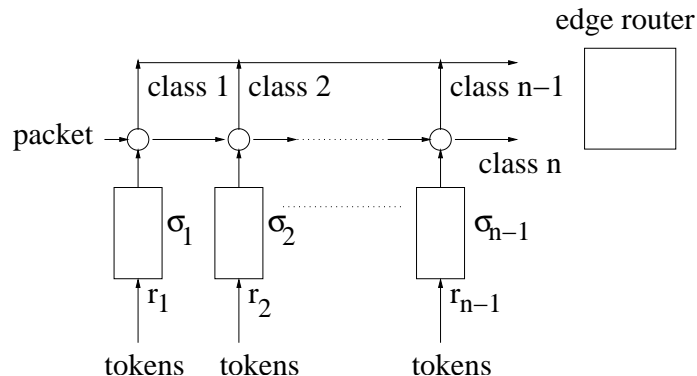 edge router
class 1 class 2 class n−1
packet
class n
σ1 σ2 σn−1
r1 r2 rn−1
tokens tokens tokens